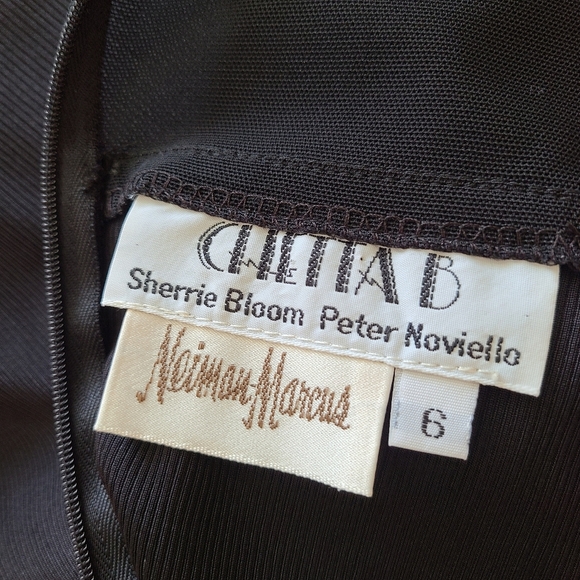 CHETTA B
Sherrie Bloom Peter Noviello
Neiman-Marcus
6